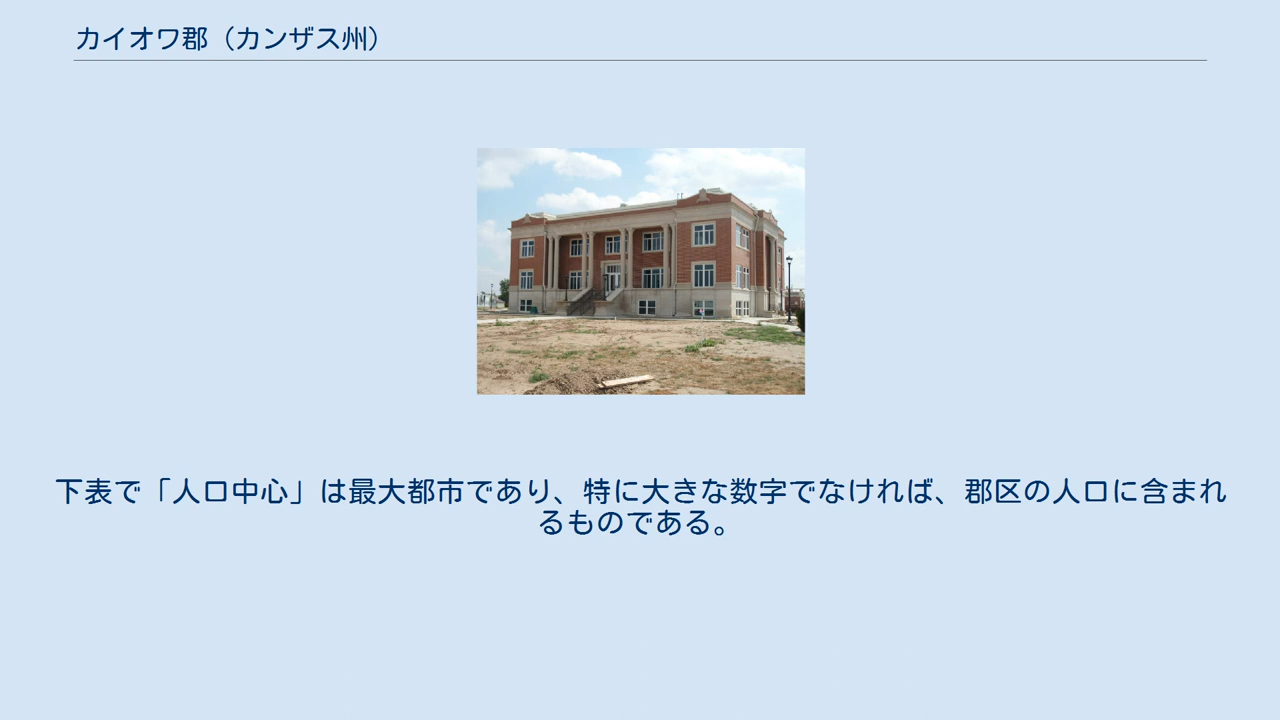 カイオワ郡（カンザス州）
下表で「人口中心」は最大都市であり、特に大きな数字でなければ、郡区の人口に含まれ
るものである。